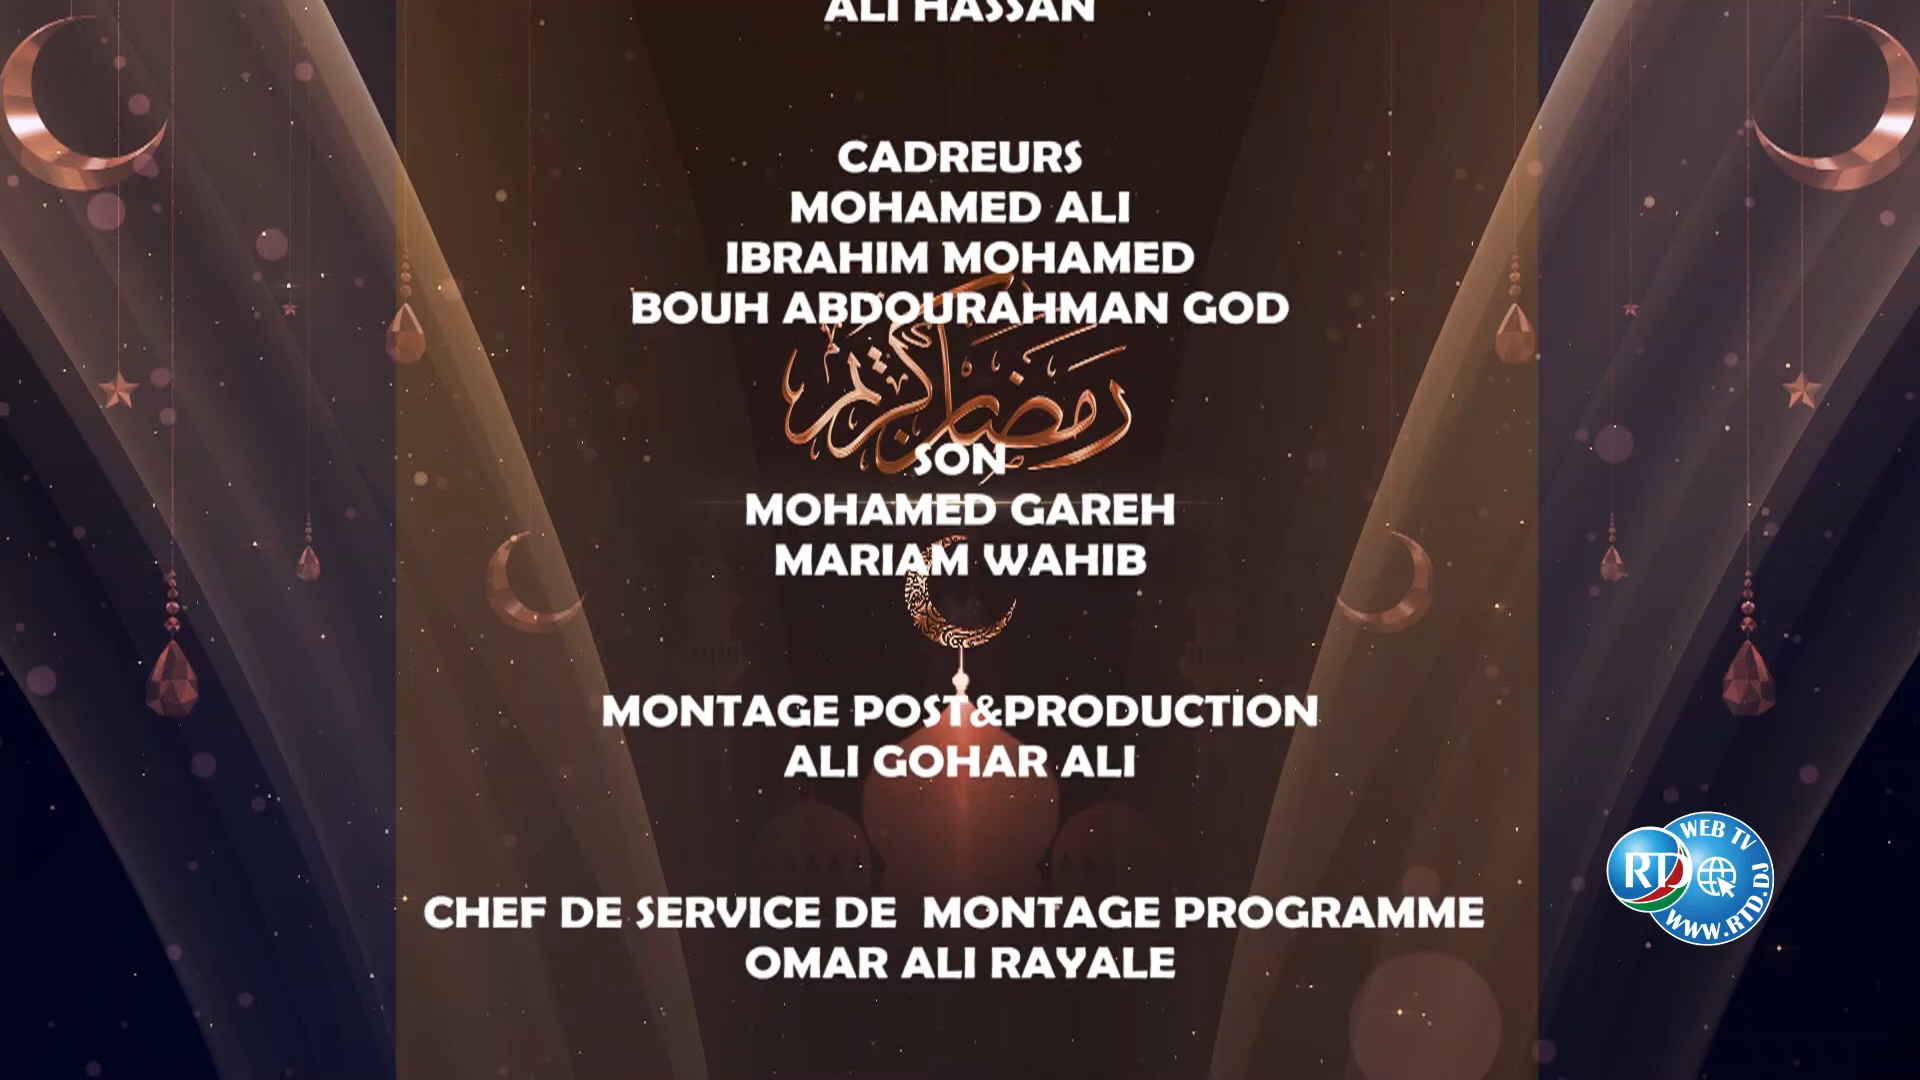 ALI HASSAN
CADREURS
MOHAMED ALI
IBRAHIM MOHAMED
BOUH ABDOURAHMAN GOD
رمضان كريم
SON
MOHAMED GAREH
MARIAM WAHIB
MONTAGE POST&PRODUCTION
ALI GOHAR ALI
CHEF DE SERVICE DE  MONTAGE PROGRAMME
OMAR ALI RAYALE
WEB TV
RTD
WWW.RTD.DJ